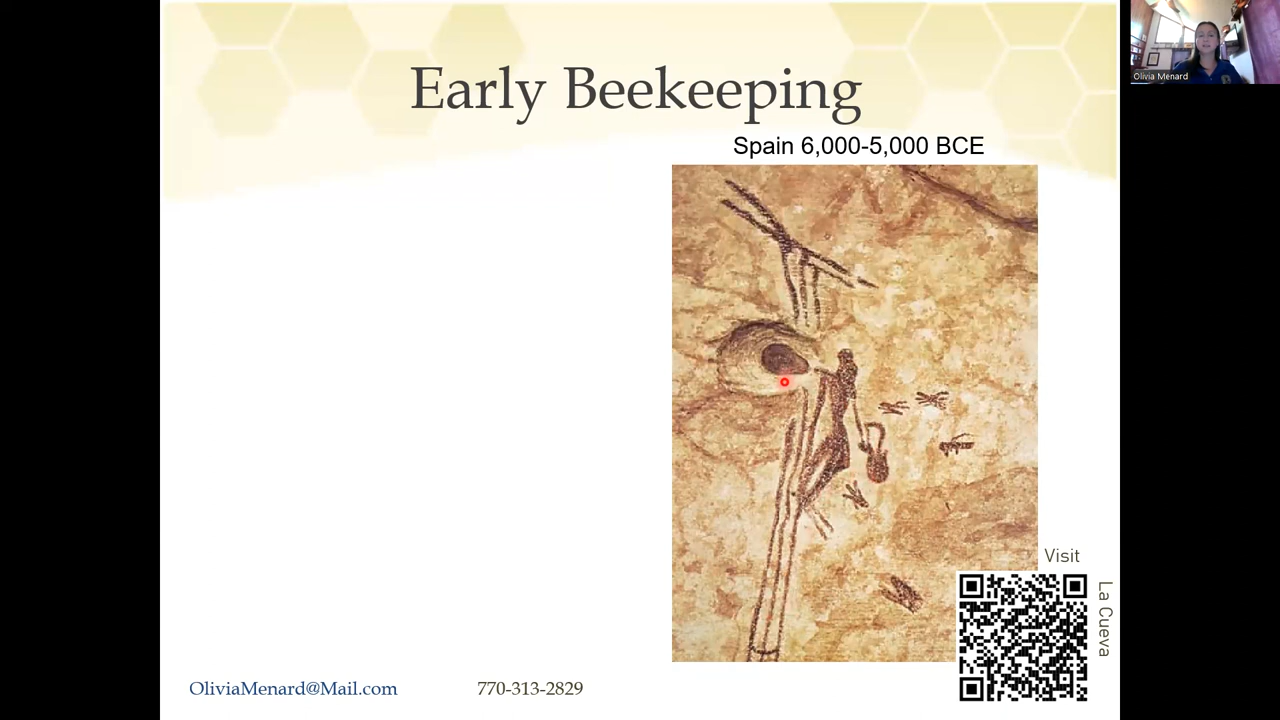 Early Beekeeping
Spain 6,000-5,000 BCE
Olivia Menard
Visit
La Cueva
OliviaMenard@Mail.com
770-313-2829